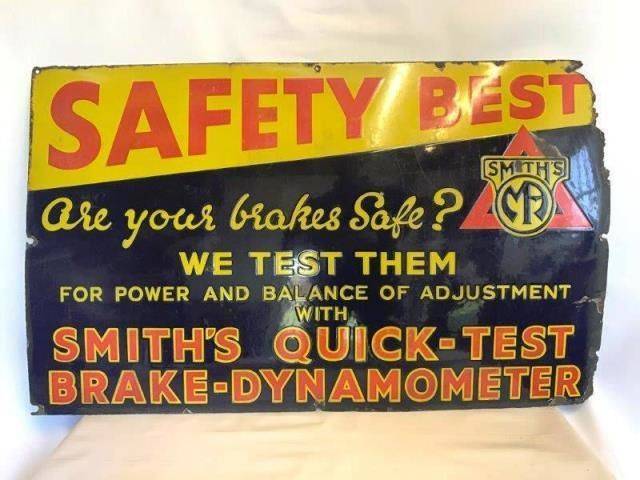 SAFETY BEST
SMITH'S
MA
Are your brakes Safe?
WE TEST THEM
FOR POWER AND BALANCE OF ADJUSTMENT
WITH
SMITH'S QUICK-TEST
BRAKE-DYNAMOMETER